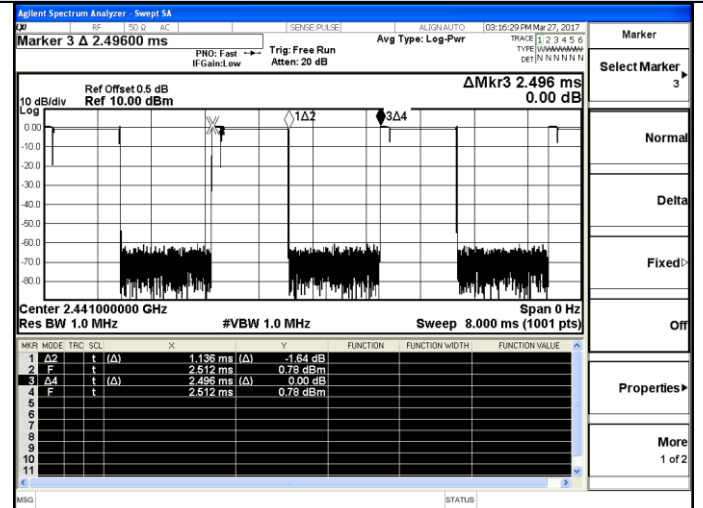 Agilent Spectrum Analyzer - Swept SA
RF 50 Ω AC SENSE:PULSE ALIGNAUTO 03:16:29 PM Mar 27, 2017
Marker 3 Δ 2.49600 ms
PNO: Fast
IFGain:Low
Trig: Free Run
Atten: 20 dB
Avg Type: Log-Pwr
TRACE 1 2 3 4 5 6
TYPE
DET N N N N N N
Marker
Select Marker
3
Normal
Delta
Fixed
Off
Properties
More
1 of 2
ΔMkr3 2.496 ms
0.00 dB
Ref Offset 0.5 dB
10 dB/div Ref 10.00 dBm
Log
1Δ2
3Δ4
0.00
-10.0
-20.0
-30.0
-40.0
-50.0
-60.0
-70.0
-80.0
Center 2.441000000 GHz Span 0 Hz
Res BW 1.0 MHz #VBW 1.0 MHz Sweep 8.000 ms (1001 pts)
MKR MODE TRC SCL X Y FUNCTION FUNCTION WIDTH FUNCTION VALUE
1 Δ2 t (Δ) 1.136 ms (Δ) -1.64 dB
2 F t 2.512 ms 0.78 dBm
3 Δ4 t (Δ) 2.496 ms (Δ) 0.00 dB
4 F t 2.512 ms 0.78 dBm
5
6
7
8
9
10
11
MSG STATUS